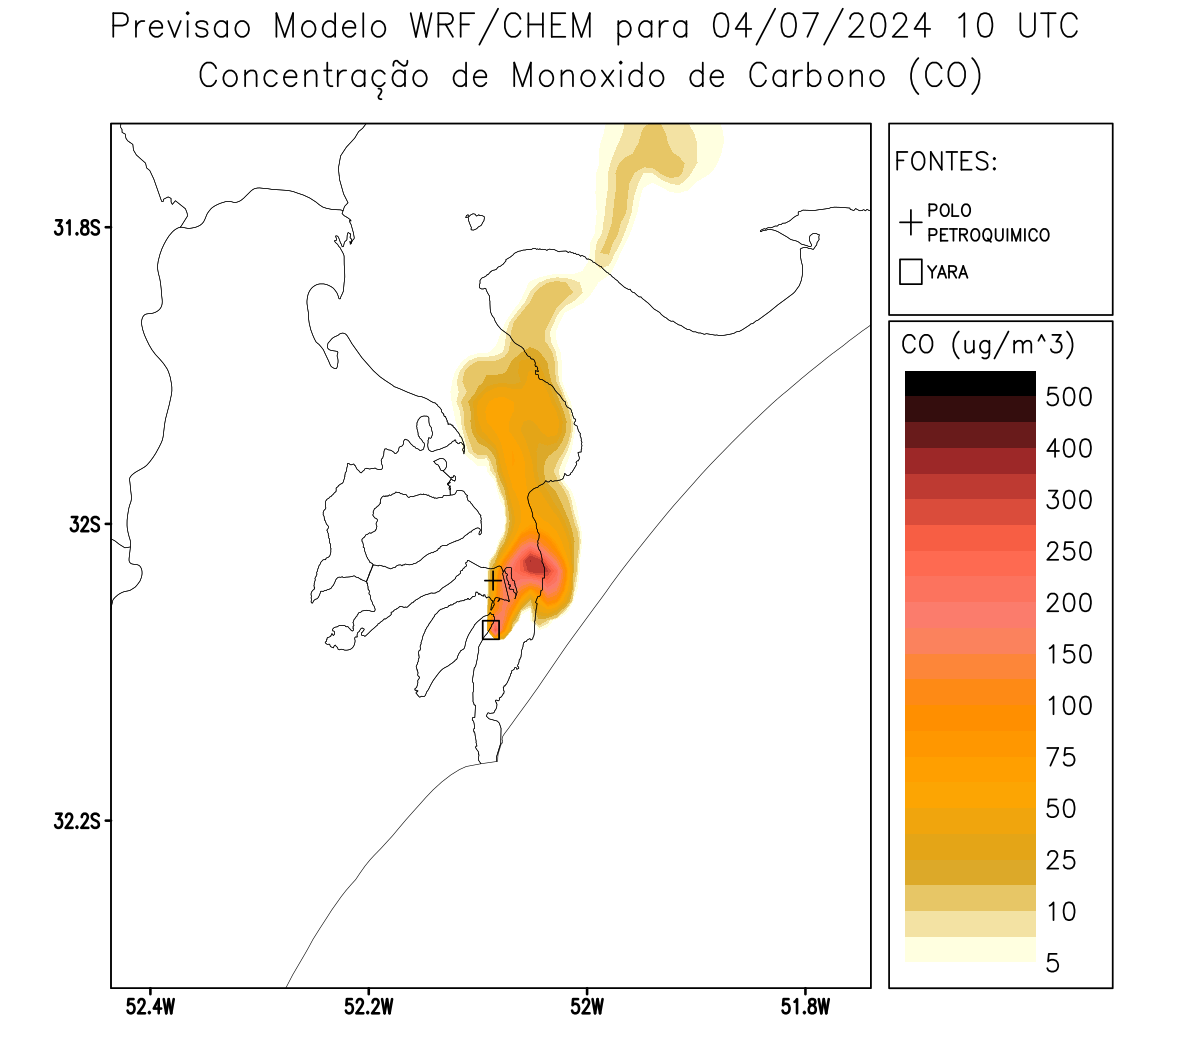 Previsao Modelo WRF/CHEM para 04/07/2024 10 UTC
Concentração de Monoxido de Carbono (CO)
FONTES:
POLO
PETROQUIMICO
YARA
CO (ug/m^3)
500
400
300
250
200
150
100
75
50
25
10
5
31.8S
32S
32.2S
52.4W
52.2W
52W
51.8W